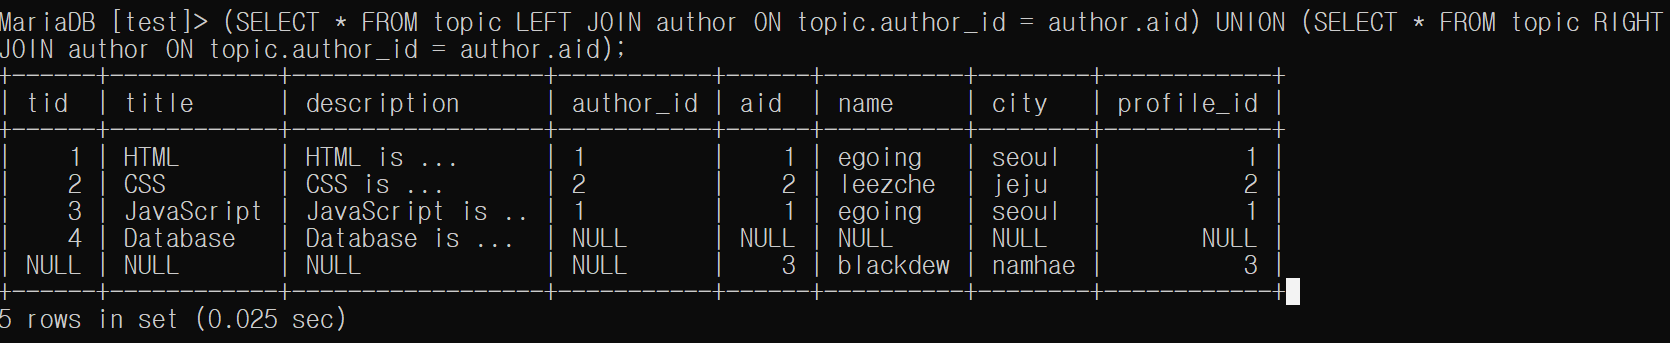 MariaDB [test]> (SELECT * FROM topic LEFT JOIN author ON topic.author_id = author.aid) UNION (SELECT * FROM topic RIGHT
JOIN author ON topic.author_id = author.aid);
+------+------------+------------------+-----------+------+----------+--------+------------+
| tid  | title      | description      | author_id | aid  | name     | city   | profile_id |
+------+------------+------------------+-----------+------+----------+--------+------------+
|    1 | HTML       | HTML is ...      | 1         |    1 | egoing   | seoul  |          1 |
|    2 | CSS        | CSS is ...       | 2         |    2 | leezche  | jeju   |          2 |
|    3 | JavaScript | JavaScript is .. | 1         |    1 | egoing   | seoul  |          1 |
|    4 | Database   | Database is ...  | NULL      | NULL | NULL     | NULL   |       NULL |
| NULL | NULL       | NULL             | NULL      |    3 | blackdew | namhae |          3 |
+------+------------+------------------+-----------+------+----------+--------+------------+
5 rows in set (0.025 sec)